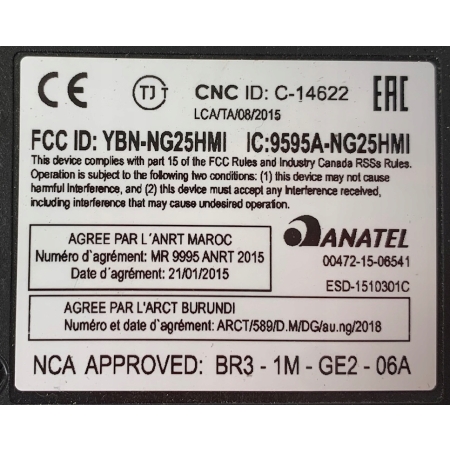 CE TJ T CNC ID: C-14622 EAC
LCA/TA/08/2015
FCC ID: YBN-NG25HMI IC:9595A-NG25HMI
This device complies with part 15 of the FCC Rules and Industry Canada RSSs Rules.
Operation is subject to the following two conditions: (1) this device may not cause
harmful Interference, and (2) this device must accept any Interference received,
including interference that may cause undesired operation.
AGREE PAR L´ANRT MAROC
Numéro d`agrément: MR 9995 ANRT 2015
Date d`agrément: 21/01/2015
ANATEL
00472-15-06541
ESD-1510301C
AGREE PAR l'ARCT BURUNDI
Numéro et date d'agrément: ARCT/589/D.M/DG/au.ng/2018
NCA APPROVED: BR3 - 1M - GE2 - 06A